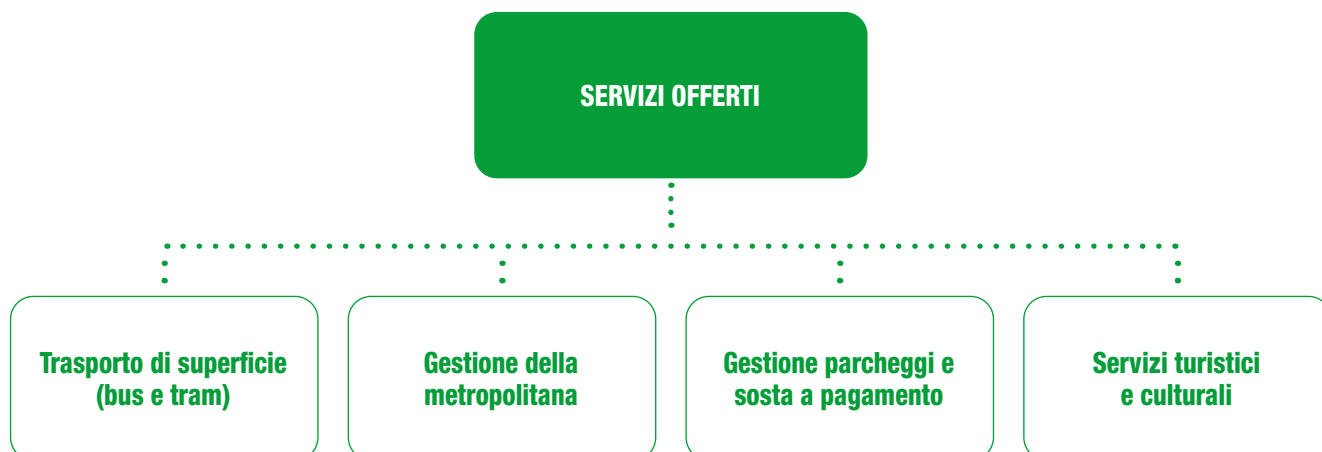 SERVIZI OFFERTI
Trasporto di superficie
(bus e tram)
Gestione della
metropolitana
Gestione parcheggi e
sosta a pagamento
Servizi turistici
e culturali